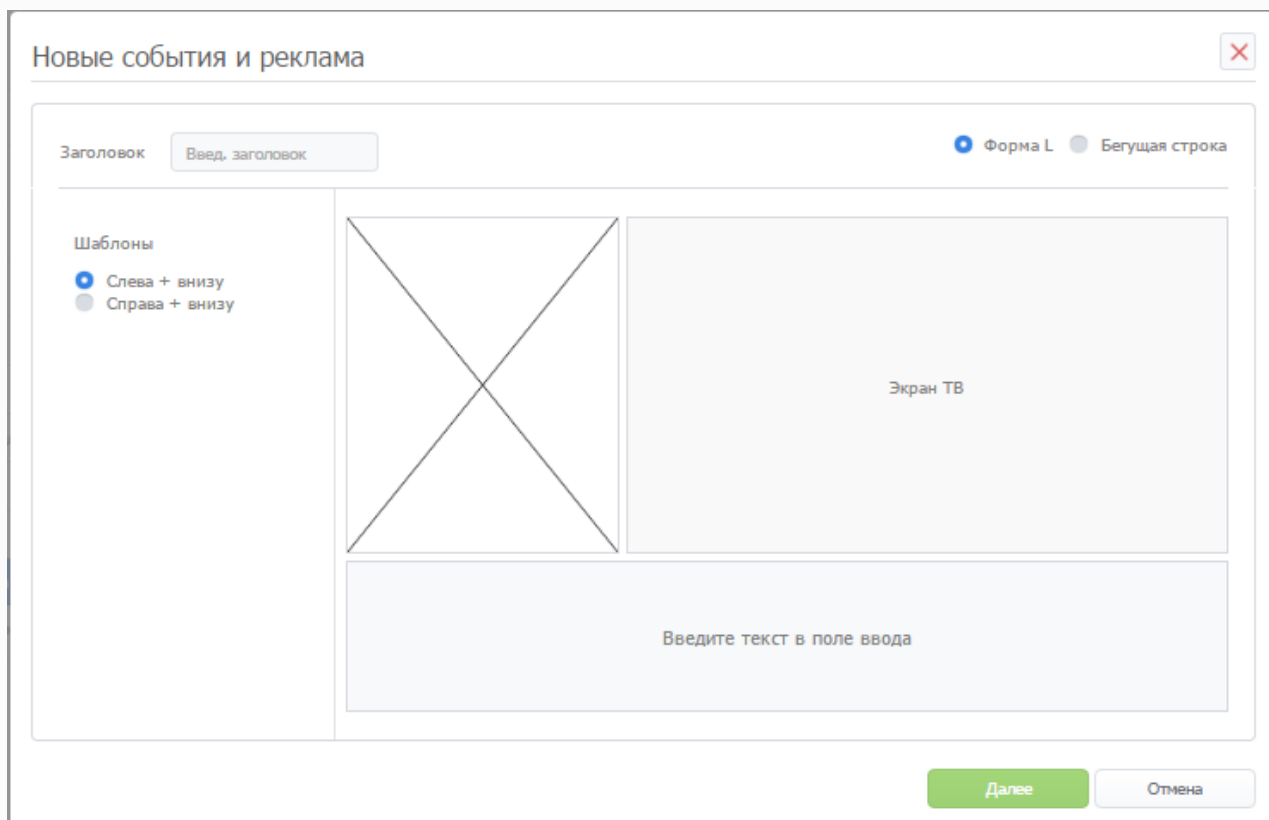 Новые события и реклама
Заголовок
Введ. заголовок
Форма L
Бегущая строка
Шаблоны
Слева + внизу
Справа + внизу
Экран ТВ
Введите текст в поле ввода
Далее
Отмена